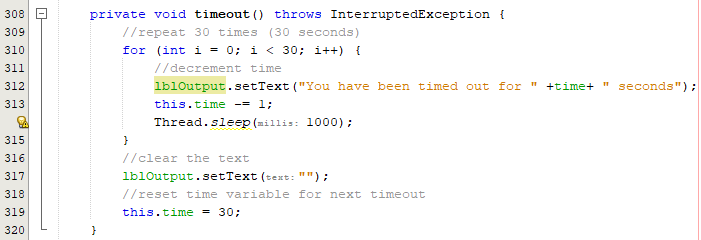 308 private void timeout() throws InterruptedException {
309 //repeat 30 times (30 seconds)
310 for (int i = 0; i < 30; i++) {
311 //decrement time
312 lblOutput.setText("You have been timed out for " +time+ " seconds");
313 this.time -= 1;
Thread.sleep(millis: 1000);
315 }
316 //clear the text
317 lblOutput.setText(text: "");
318 //reset time variable for next timeout
319 this.time = 30;
320 }